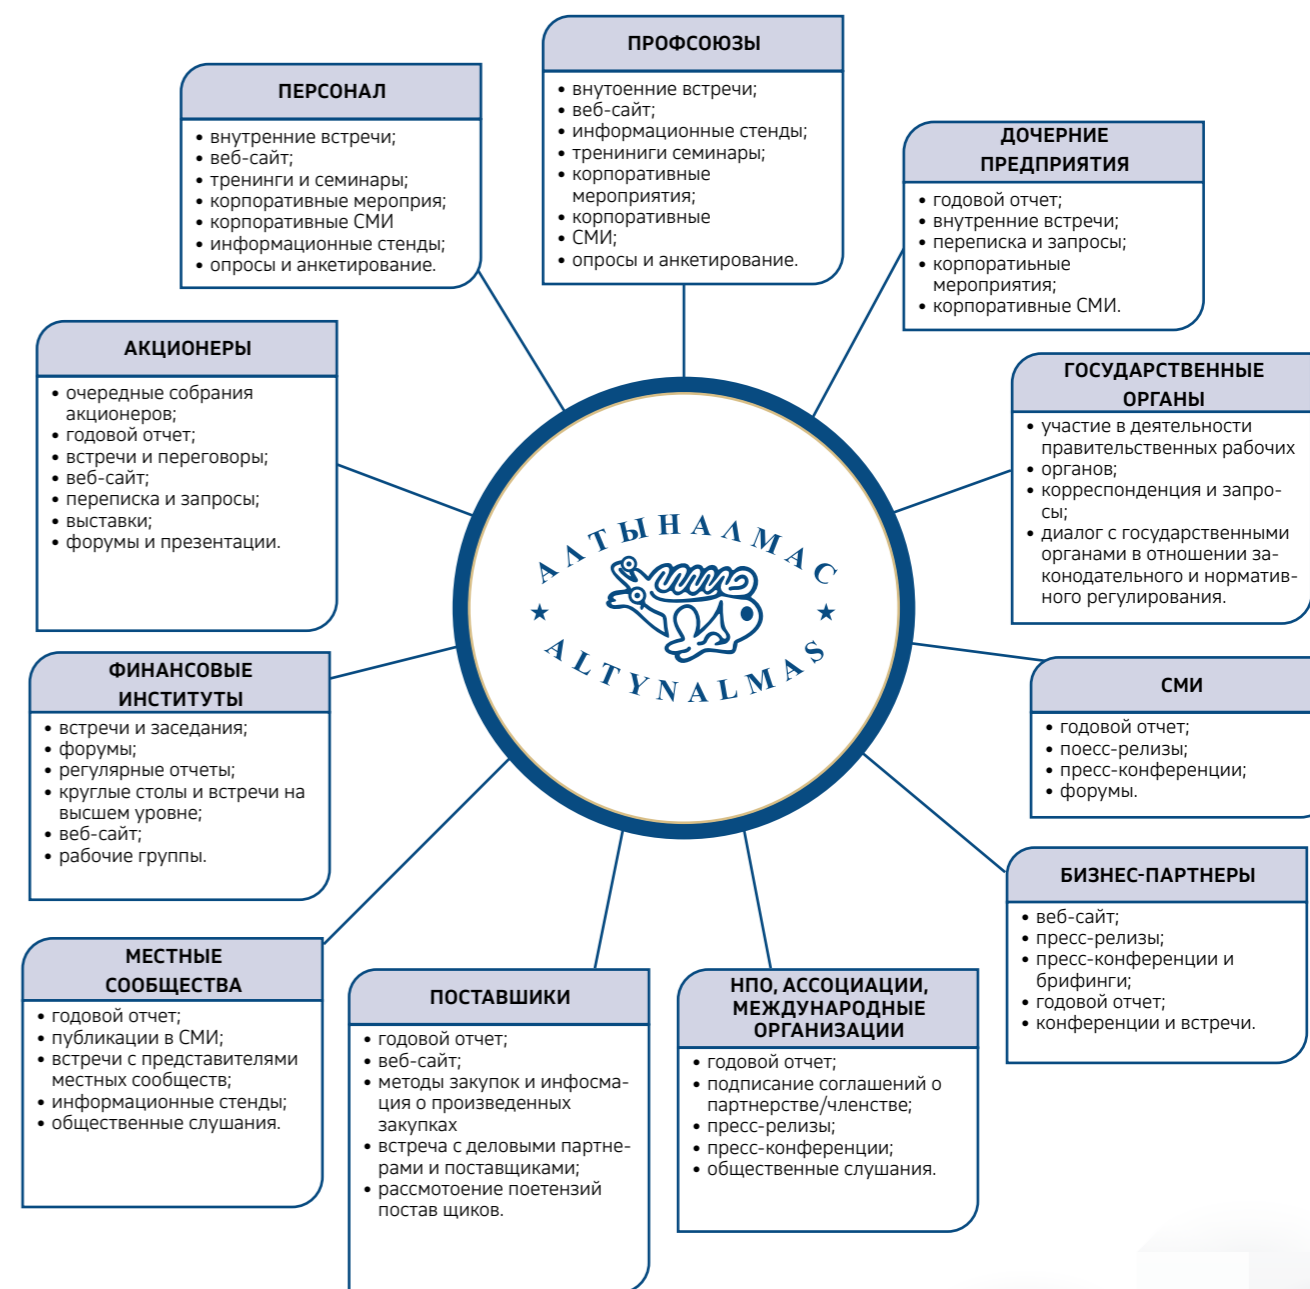 ПРОФСОЮЗЫ
• внутоенние встречи;
• веб-сайт;
• информационные стенды;
• трениниги семинары;
• корпоративные
мероприятия;
• корпоративные
• СМИ;
• опросы и анкетирование.
ПЕРСОНАЛ
• внутренние встречи;
• веб-сайт;
• тренинги и семинары;
• корпоративные мероприя;
• корпоративные СМИ
• информационные стенды;
• опросы и анкетирование.
ДОЧЕРНИЕ
ПРЕДПРИЯТИЯ
• годовой отчет;
• внутренние встречи;
• переписка и запросы;
• корпоратиьные
мероприятия;
• корпоративные СМИ.
АКЦИОНЕРЫ
• очередные собрания
акционеров;
• годовой отчет;
• встречи и переговоры;
• веб-сайт;
• переписка и запросы;
• выставки;
• форумы и презентации.
ГОСУДАРСТВЕННЫЕ
ОРГАНЫ
• участие в деятельности
правительственных рабочих
• органов;
• корреспонденция и запро-
сы;
• диалог с государственными
органами в отношении за-
конодательного и норматив-
ного регулирования.
АЛТЫНАЛМАС
★ ★
ALTYNALMAS
ФИНАНСОВЫЕ
ИНСТИТУТЫ
• встречи и заседания;
• форумы;
• регулярные отчеты;
• круглые столы и встречи на
высшем уровне;
• веб-сайт;
• рабочие группы.
СМИ
• годовой отчет;
• поесс-релизы;
• пресс-конференции;
• форумы.
БИЗНЕС-ПАРТНЕРЫ
• веб-сайт;
• пресс-релизы;
• пресс-конференции и
брифинги;
• годовой отчет;
• конференции и встречи.
МЕСТНЫЕ
СООБЩЕСТВА
• годовой отчет;
• публикации в СМИ;
• встречи с представителями
местных сообществ;
• информационные стенды;
• общественные слушания.
ПОСТАВШИКИ
• годовой отчет;
• веб-сайт;
• методы закупок и инфосма-
ция о произведенных
закупках
• встреча с деловыми партне-
рами и поставщиками;
• рассмотоение поетензий
постав щиков.
НПО, АССОЦИАЦИИ,
МЕЖДУНАРОДНЫЕ
ОРГАНИЗАЦИИ
• годовой отчет;
• подписание соглашений о
партнерстве/членстве;
• пресс-релизы;
• пресс-конференции;
• общественные слушания.